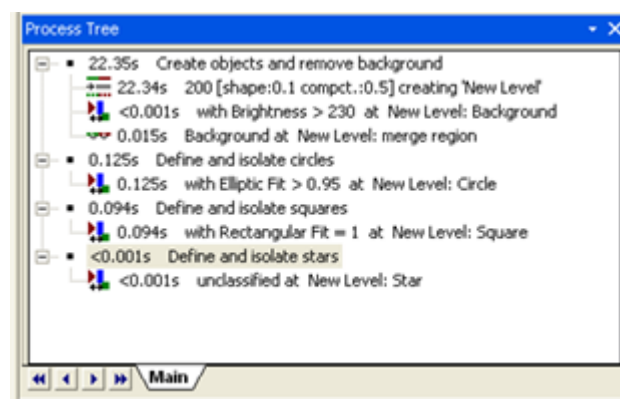 Process Tree
22.35s Create objects and remove background
22.34s 200 [shape:0.1 compct.:0.5] creating 'New Level'
<0.001s with Brightness > 230 at New Level: Background
0.015s Background at New Level: merge region
0.125s Define and isolate circles
0.125s with Elliptic Fit > 0.95 at New Level: Circle
0.094s Define and isolate squares
0.094s with Rectangular Fit = 1 at New Level: Square
<0.001s Define and isolate stars
<0.001s unclassified at New Level: Star
Main